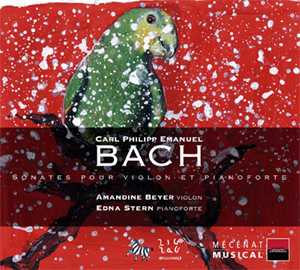 CARL PHILIPP EMANUEL
BACH
SONATES POUR VIOLON ET PIANOFORTE
AMANDINE BEYER VIOLON
EDNA STERN PIANOFORTE
ZIG
ZAG
MÉCÉNAT
MUSICAL